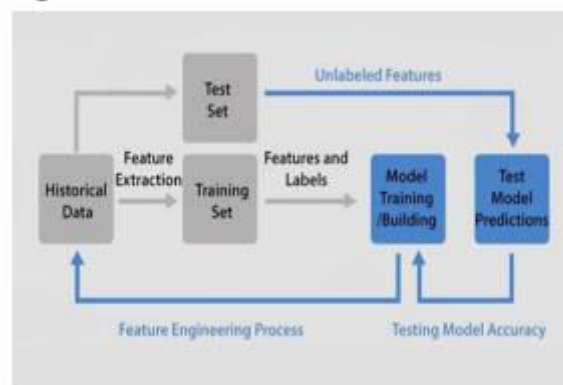 Test
Set
Unlabeled Features
Feature
Extraction
Features and
Labels
Historical
Data
Training
Set
Model
Training
/Building
Test
Model
Predictions
Feature Engineering Process
Testing Model Accuracy